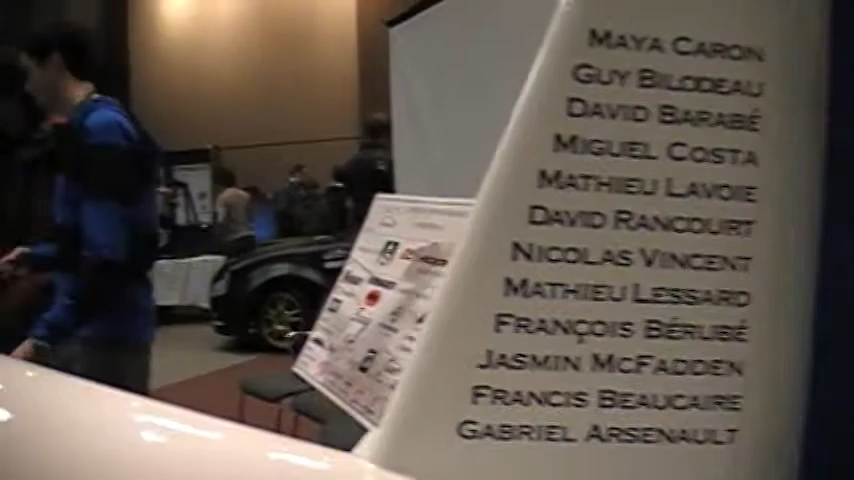 MAYA CARON
GUY BILODEAU
DAVID BARABÉ
MIGUEL COSTA
MATHIEU LAVOIE
DAVID RANCOURT
NICOLAS VINCENT
MATHIEU LESSARD
FRANÇOIS BÉRUBÉ
JASMIN MCFADDEN
FRANCIS BEAUCAIRE
GABRIEL ARSENAULT